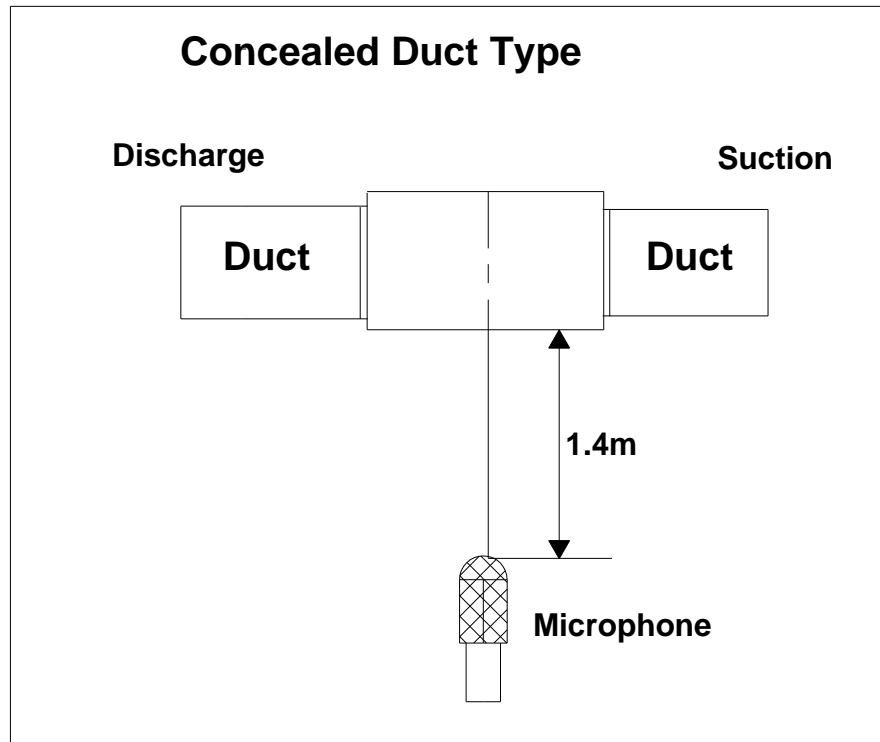 Concealed Duct Type
Discharge
Suction
Duct
Duct
1.4m
Microphone